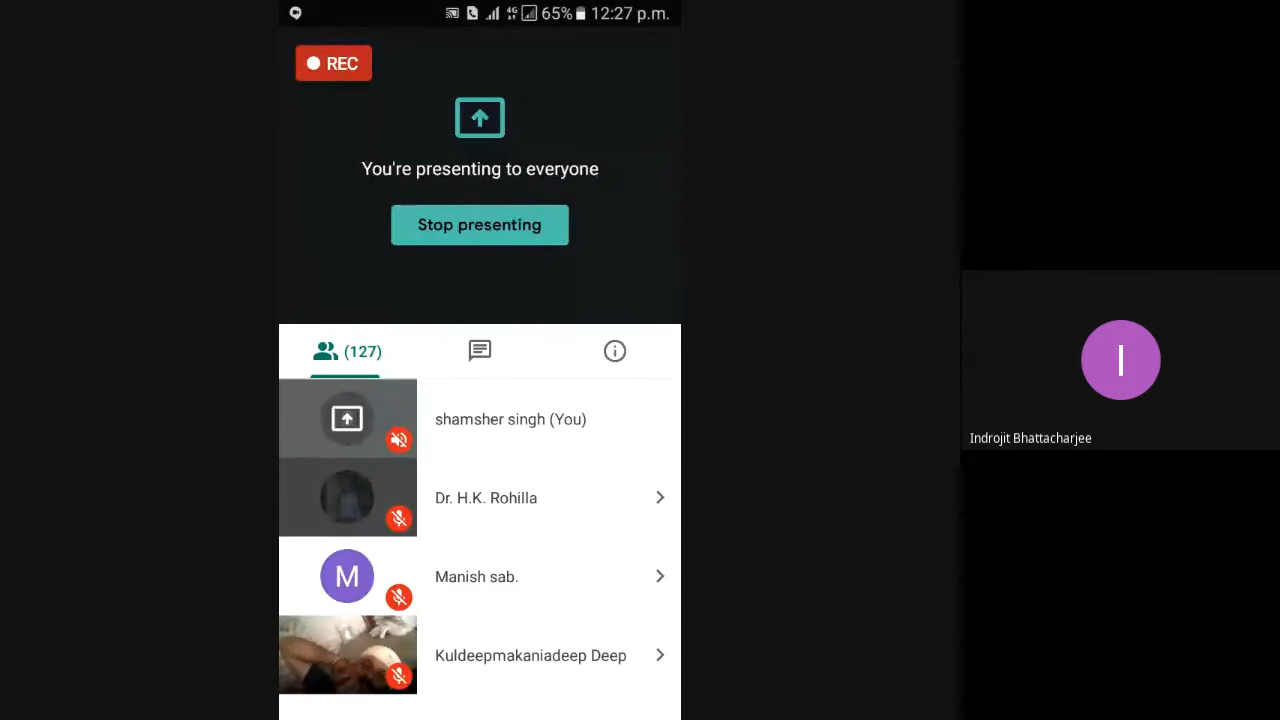 4G 65% 12:27 p.m.
REC
You're presenting to everyone
Stop presenting
(127)
shamsher singh (You)
Dr. H.K. Rohilla
M
Manish sab.
Kuldeepmakaniadeep Deep
I
Indrojit Bhattacharjee